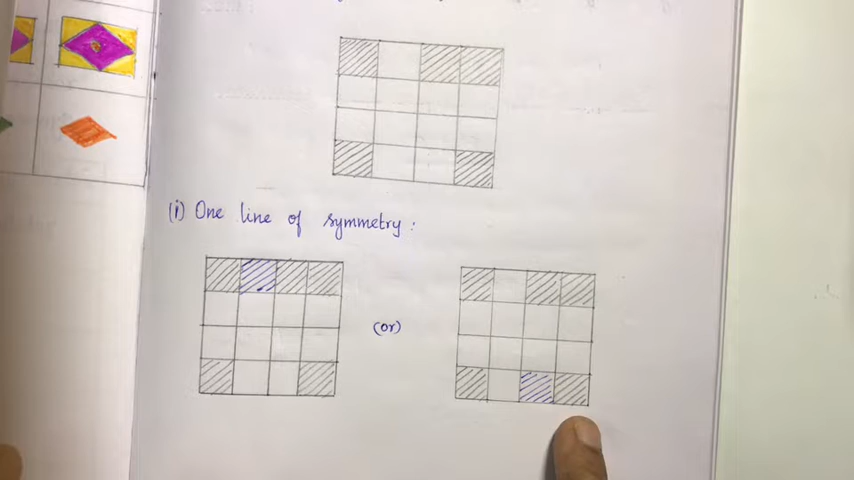 (i) One line of symmetry :
(or)